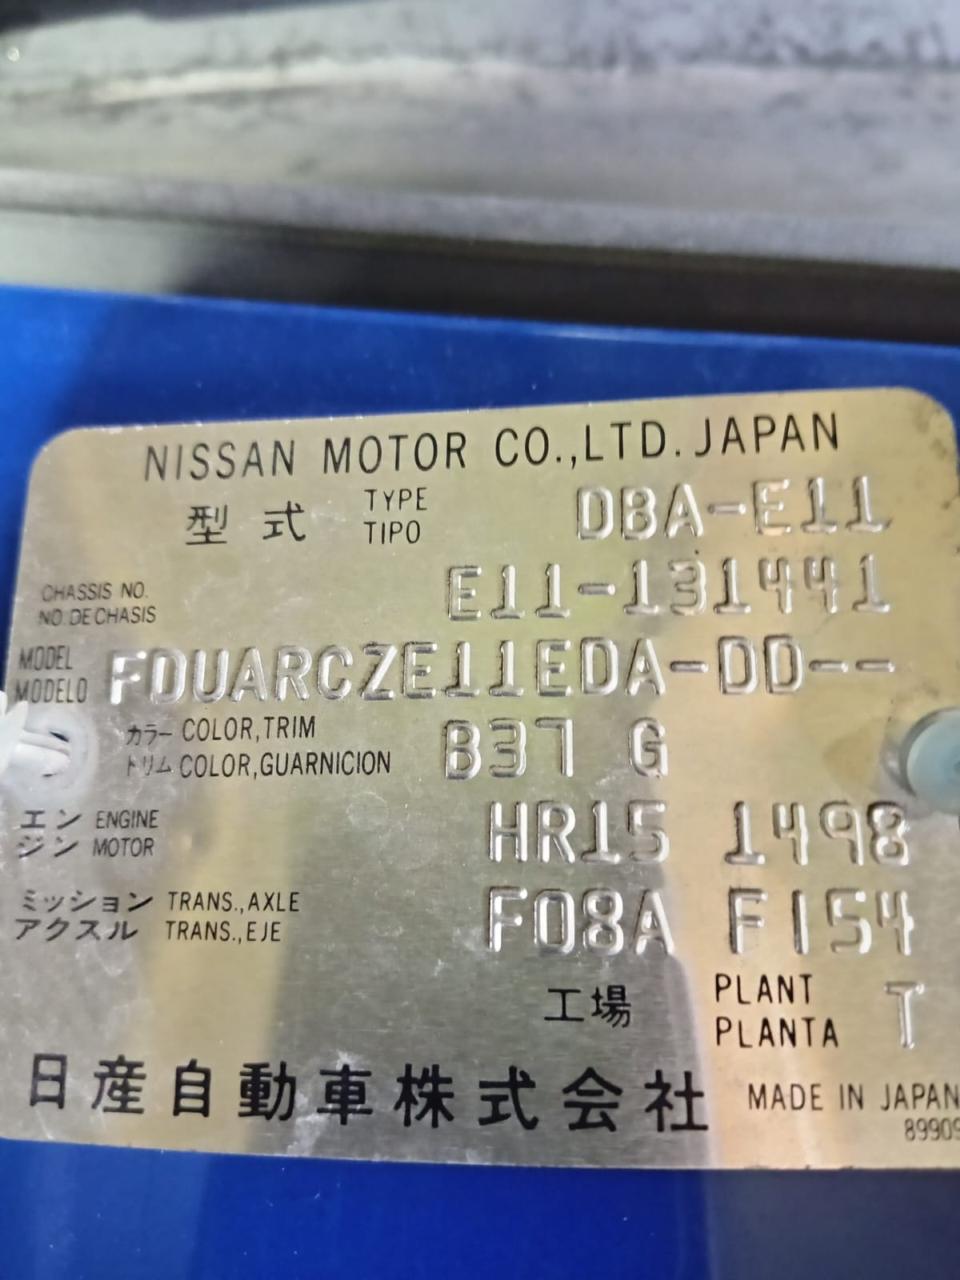 NISSAN MOTOR CO.,LTD. JAPAN
型式 TYPE TIPO DBA-E11
CHASSIS NO. NO. DE CHASIS E11-131441
MODEL MODELO FDUARCZE11EDA-DD--
カラー COLOR,TRIM
トリム COLOR,GUARNICION B37 G
エンジン ENGINE MOTOR HR15 1498
ミッション TRANS.,AXLE
アクスル TRANS.,EJE F08A F154
工場 PLANT PLANTA T
日産自動車株式会社 MADE IN JAPAN
89909